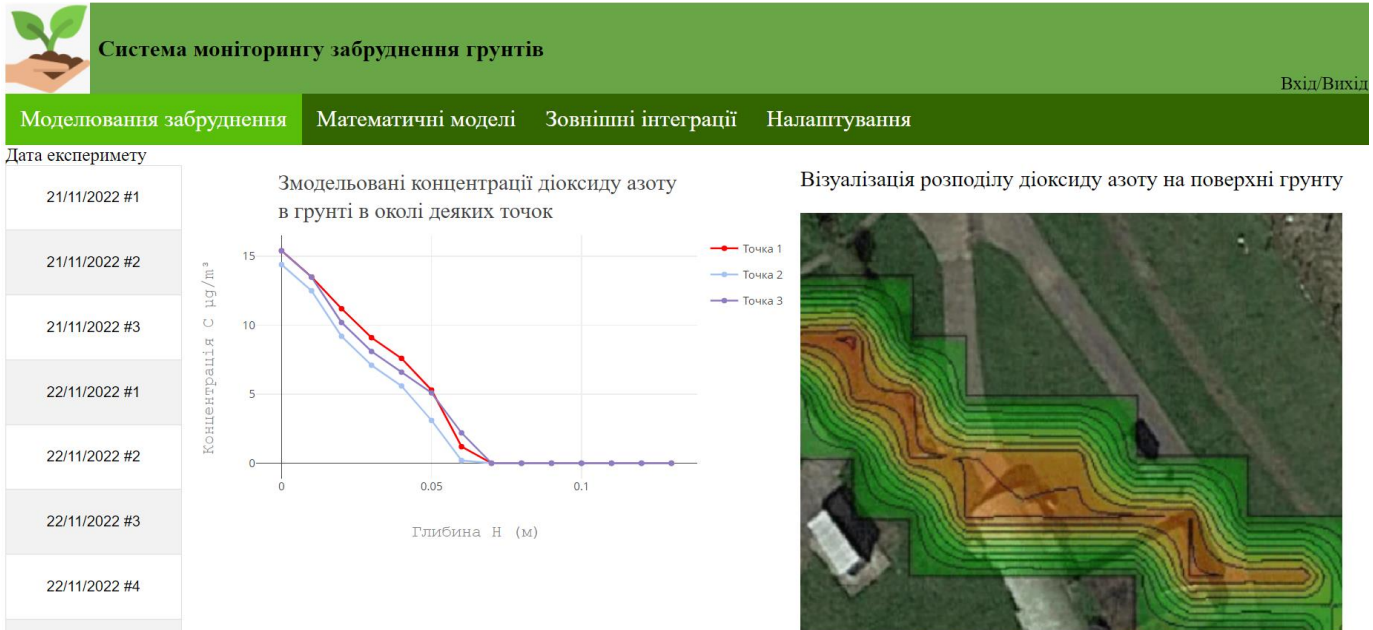 Система моніторингу забруднення грунтів
Вхід/Вихід
Моделювання забруднення Математичні моделі Зовнішні інтеграції Налаштування
Дата експеримету
21/11/2022 #1
21/11/2022 #2
21/11/2022 #3
22/11/2022 #1
22/11/2022 #2
22/11/2022 #3
22/11/2022 #4
Змодельовані концентрації діоксиду азоту
в грунті в околі деяких точок
Концентрація C µg/m³
15
10
5
0
0 0.05 0.1
Глибина H (м)
Точка 1
Точка 2
Точка 3
Візуалізація розподілу діоксиду азоту на поверхні грунту